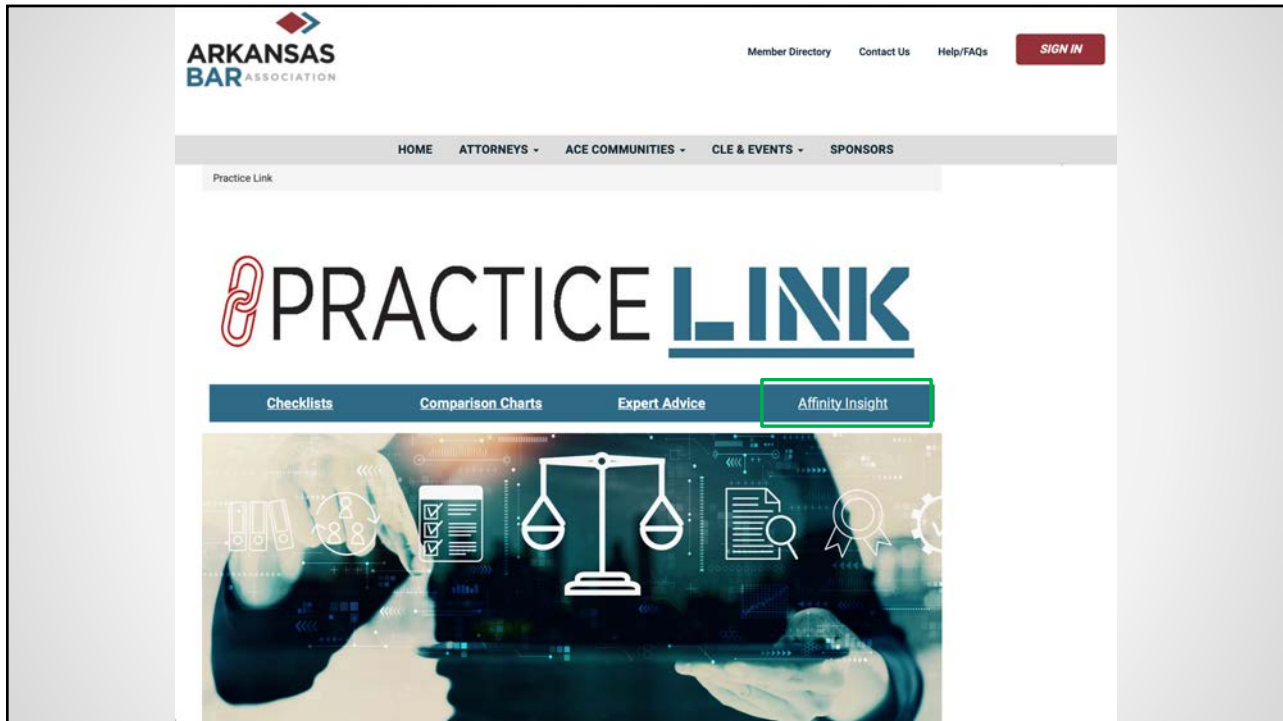 ARKANSAS
BAR ASSOCIATION
Member Directory Contact Us Help/FAQs SIGN IN
HOME ATTORNEYS ACE COMMUNITIES CLE & EVENTS SPONSORS
Practice Link
PRACTICE LINK
Checklists Comparison Charts Expert Advice Affinity Insight